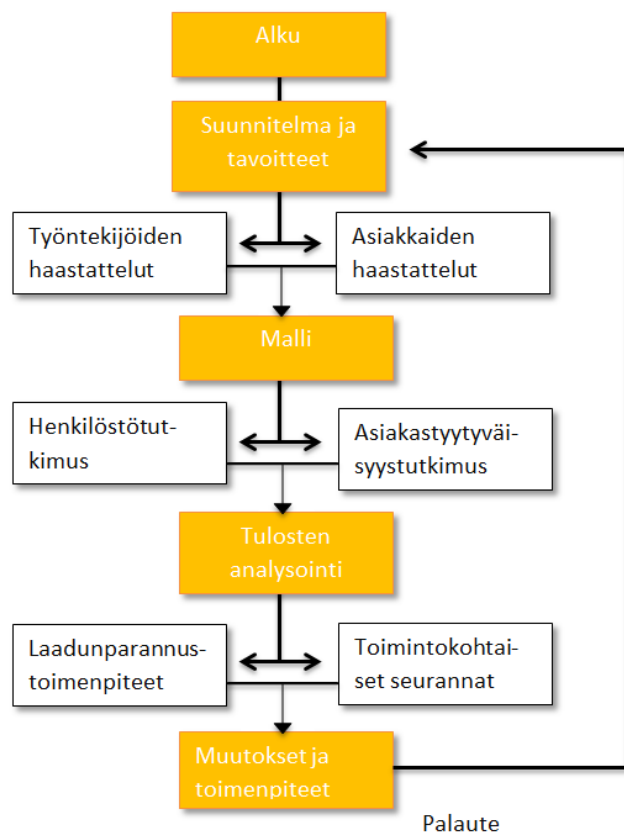 Alku
Suunnitelma ja
tavoitteet
Työntekijöiden
haastattelut
Asiakkaiden
haastattelut
Malli
Henkilöstötut-
kimus
Asiakastyytyväi-
syystutkimus
Tulosten
analysointi
Laadunparannus-
toimenpiteet
Toimintokohtai-
set seurannat
Muutokset ja
toimenpiteet
Palaute